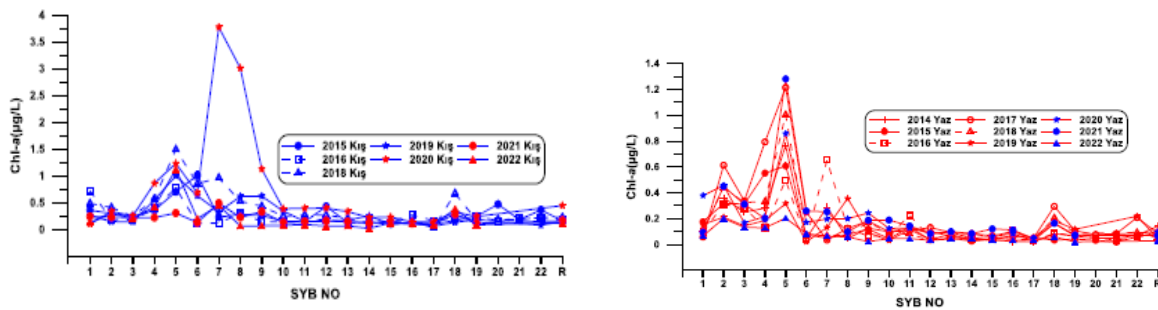 4
3.5
3
2.5
2
1.5
1
0.5
0
Chl-a(µg/L)
2015 Kış 2019 Kış 2021 Kış
2016 Kış 2020 Kış 2022 Kış
2018 Kış
1 2 3 4 5 6 7 8 9 10 11 12 13 14 15 16 17 18 19 20 21 22 R
SYB NO
1.4
1.2
1
0.8
0.6
0.4
0.2
0
Chl-a(µg/L)
2014 Yaz 2017 Yaz 2020 Yaz
2015 Yaz 2018 Yaz 2021 Yaz
2016 Yaz 2019 Yaz 2022 Yaz
1 2 3 4 5 6 7 8 9 10 11 12 13 14 15 16 17 18 19 20 21 22 R
SYB NO